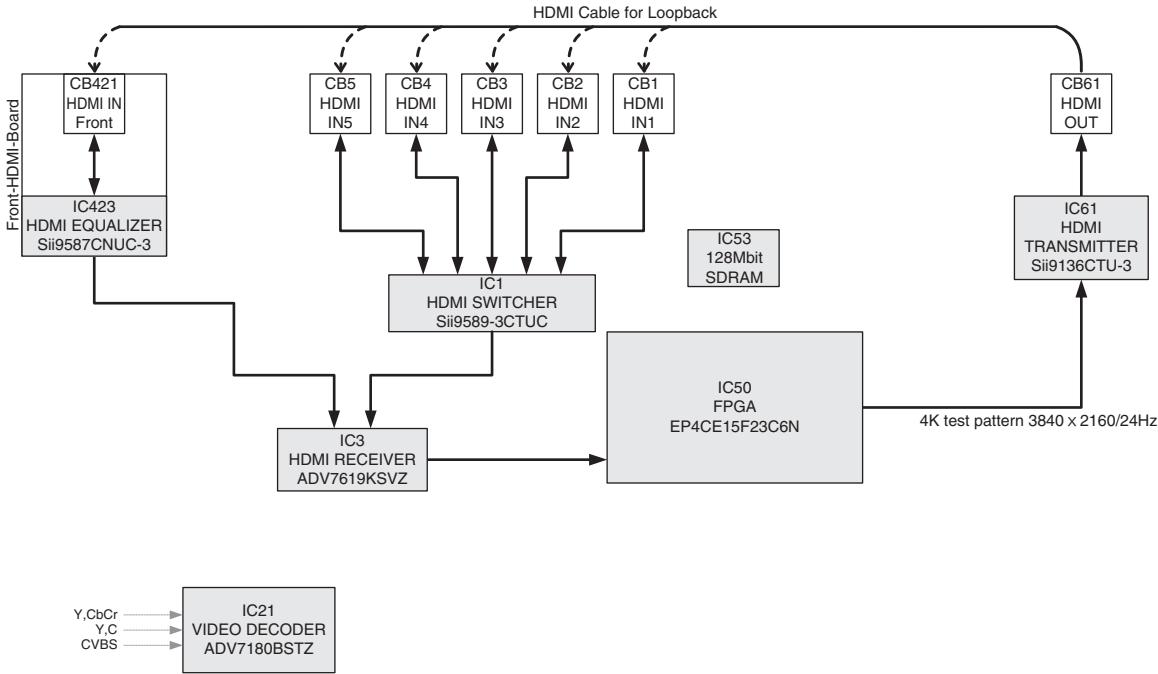 HDMI Cable for Loopback
Front-HDMI-Board
CB421
HDMI IN
Front
CB5
HDMI
IN5
CB4
HDMI
IN4
CB3
HDMI
IN3
CB2
HDMI
IN2
CB1
HDMI
IN1
CB61
HDMI
OUT
IC423
HDMI EQUALIZER
Sii9587CNUC-3
IC1
HDMI SWITCHER
Sii9589-3CTUC
IC53
128Mbit
SDRAM
IC61
HDMI
TRANSMITTER
Sii9136CTU-3
IC50
FPGA
EP4CE15F23C6N
4K test pattern 3840 x 2160/24Hz
IC3
HDMI RECEIVER
ADV7619KSVZ
Y,CbCr
Y,C
CVBS
IC21
VIDEO DECODER
ADV7180BSTZ